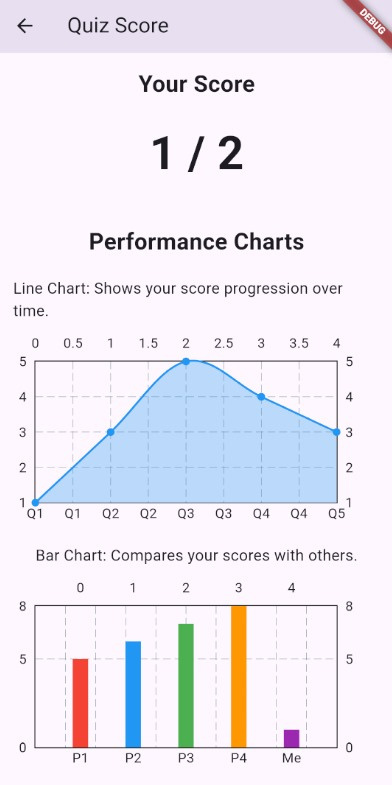 Quiz Score
DEBUG
Your Score
1 / 2
Performance Charts
Line Chart: Shows your score progression over
time.
0 0.5 1 1.5 2 2.5 3 3.5 4
5 5
4 4
3 3
2 2
1 1
Q1 Q1 Q2 Q2 Q3 Q3 Q4 Q4 Q5
Bar Chart: Compares your scores with others.
0 1 2 3 4
8 8
5 5
0 0
P1 P2 P3 P4 Me